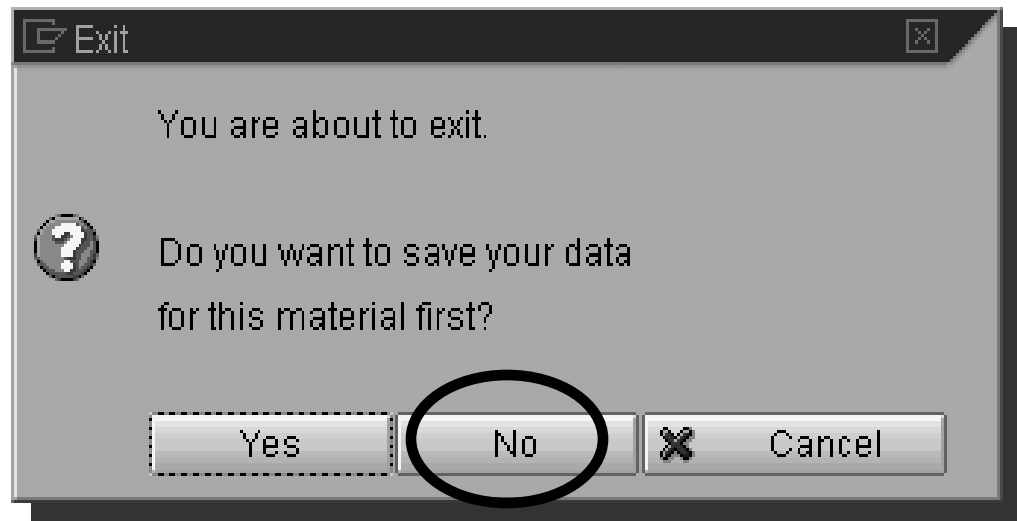 Exit
You are about to exit.
Do you want to save your data
for this material first?
Yes No Cancel